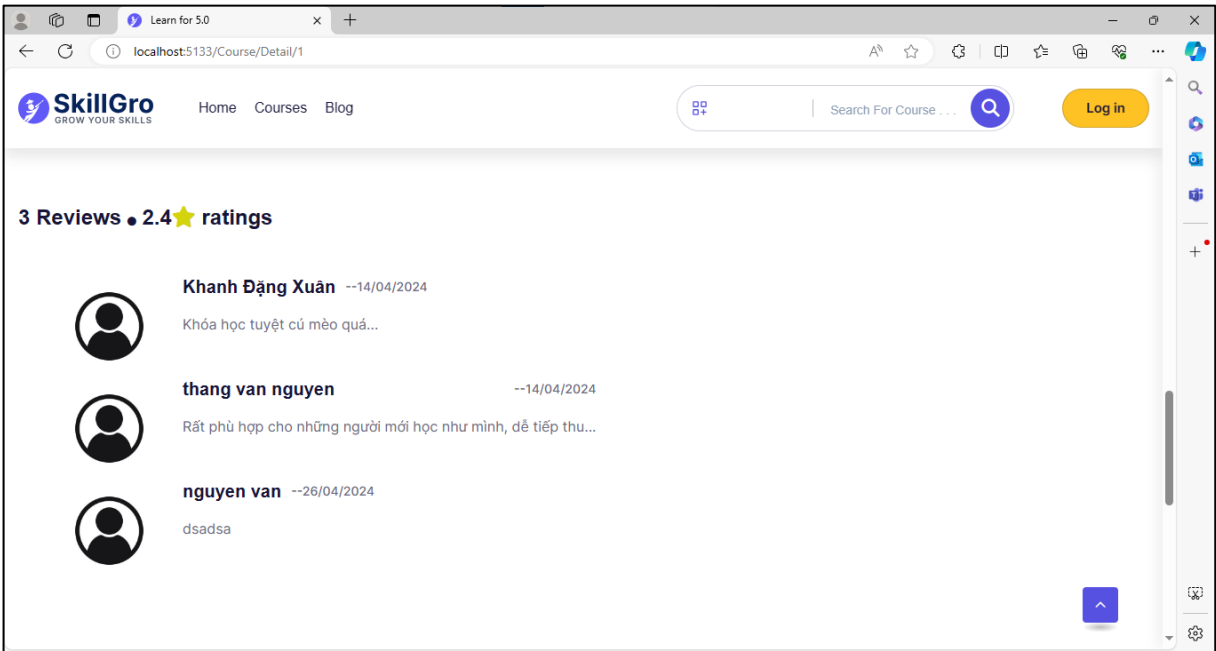 Learn for 5.0
localhost:5133/Course/Detail/1
SkillGro
GROW YOUR SKILLS
Home Courses Blog
Search For Course . . .
Log in
3 Reviews • 2.4 ratings
Khanh Đặng Xuân --14/04/2024
Khóa học tuyệt cú mèo quá...
thang van nguyen --14/04/2024
Rất phù hợp cho những người mới học như mình, dễ tiếp thu...
nguyen van --26/04/2024
dsadsa